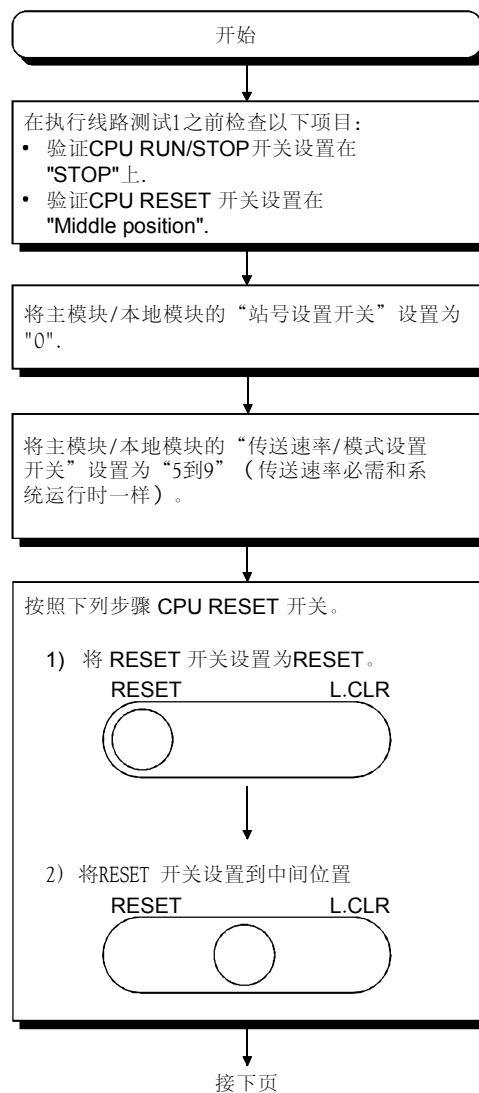 开始
在执行线路测试1之前检查以下项目：
• 验证CPU RUN/STOP开关设置在
"STOP"上.
• 验证CPU RESET 开关设置在
"Middle position".
将主模块/本地模块的“站号设置开关”设置为
"0".
将主模块/本地模块的“传送速率/模式设置
开关”设置为“5到9”（传送速率必需和系
统运行时一样）。
按照下列步骤 CPU RESET 开关。
1) 将 RESET 开关设置为RESET。
RESET L.CLR
2) 将RESET 开关设置到中间位置
RESET L.CLR
接下页